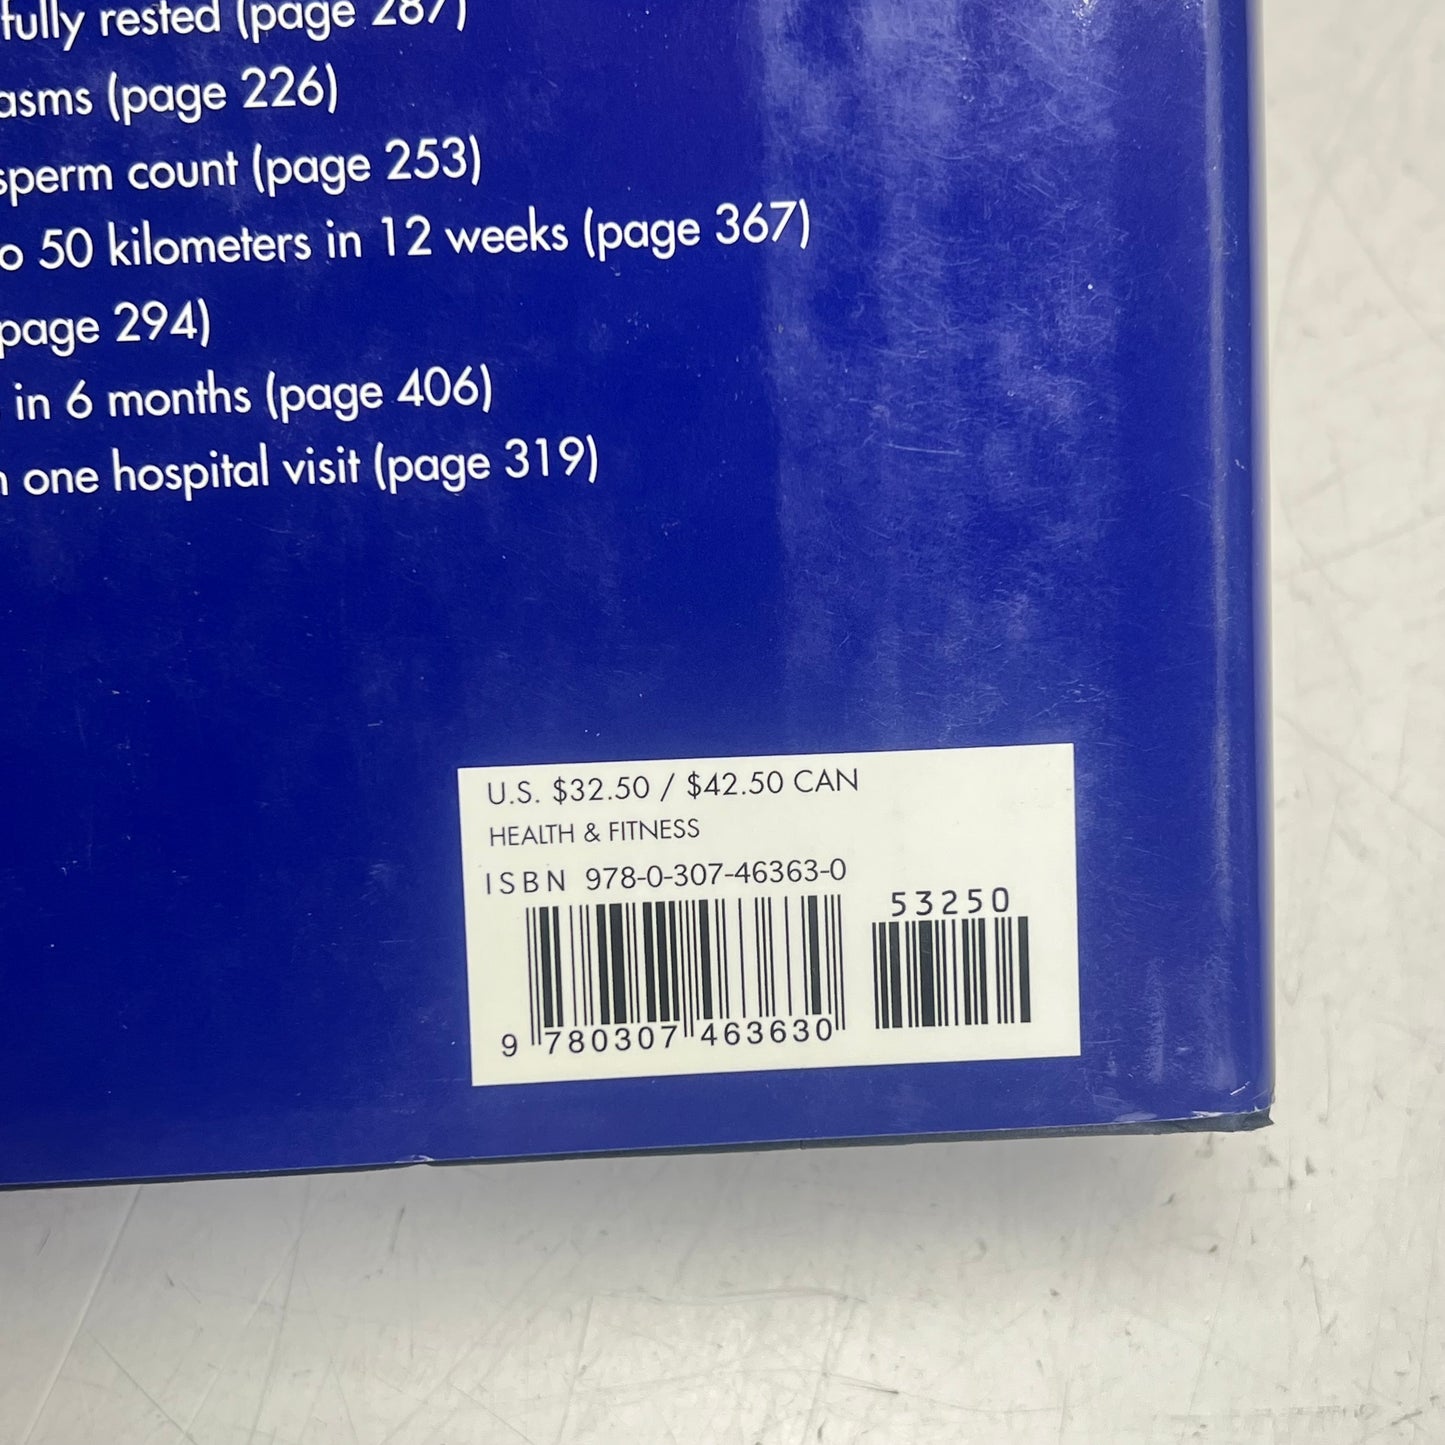 fully rested (page 287)
asms (page 226)
sperm count (page 253)
o 50 kilometers in 12 weeks (page 367)
page 294)
in 6 months (page 406)
one hospital visit (page 319)
U.S. $32.50 / $42.50 CAN
HEALTH & FITNESS
ISBN 978-0-307-46363-0
53250
9 780307 463630